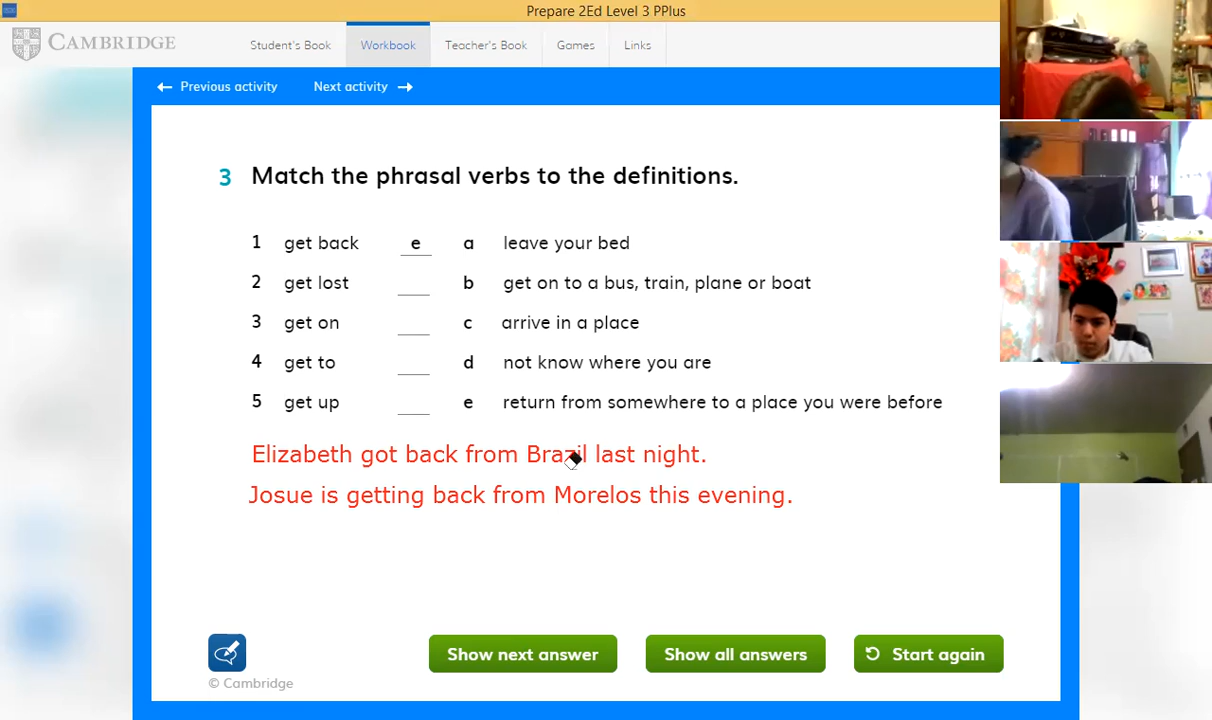 Prepare 2Ed Level 3 PPlus
CAMBRIDGE
Student's Book
Workbook
Teacher's Book
Games
Links
← Previous activity
Next activity →
3 Match the phrasal verbs to the definitions.
1 get back e a leave your bed
2 get lost ___ b get on to a bus, train, plane or boat
3 get on ___ c arrive in a place
4 get to ___ d not know where you are
5 get up ___ e return from somewhere to a place you were before
Elizabeth got back from Brazil last night.
Josue is getting back from Morelos this evening.
Show next answer
Show all answers
Start again
© Cambridge